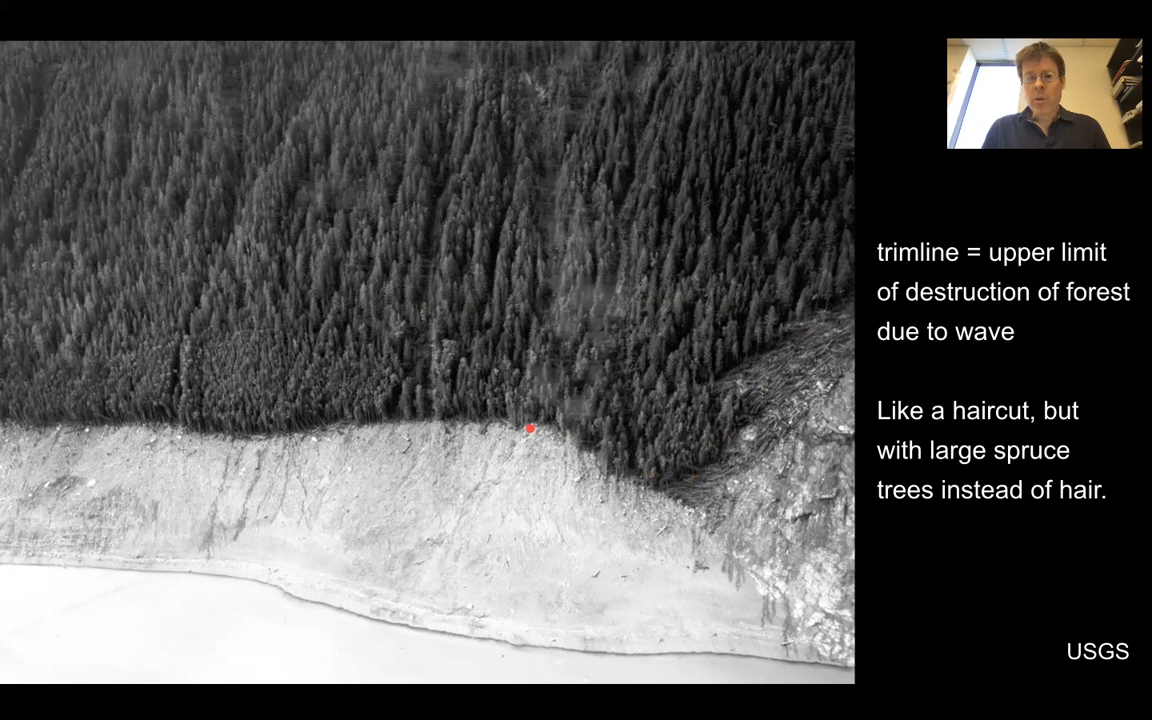 trimline = upper limit
of destruction of forest
due to wave
Like a haircut, but
with large spruce
trees instead of hair.
USGS